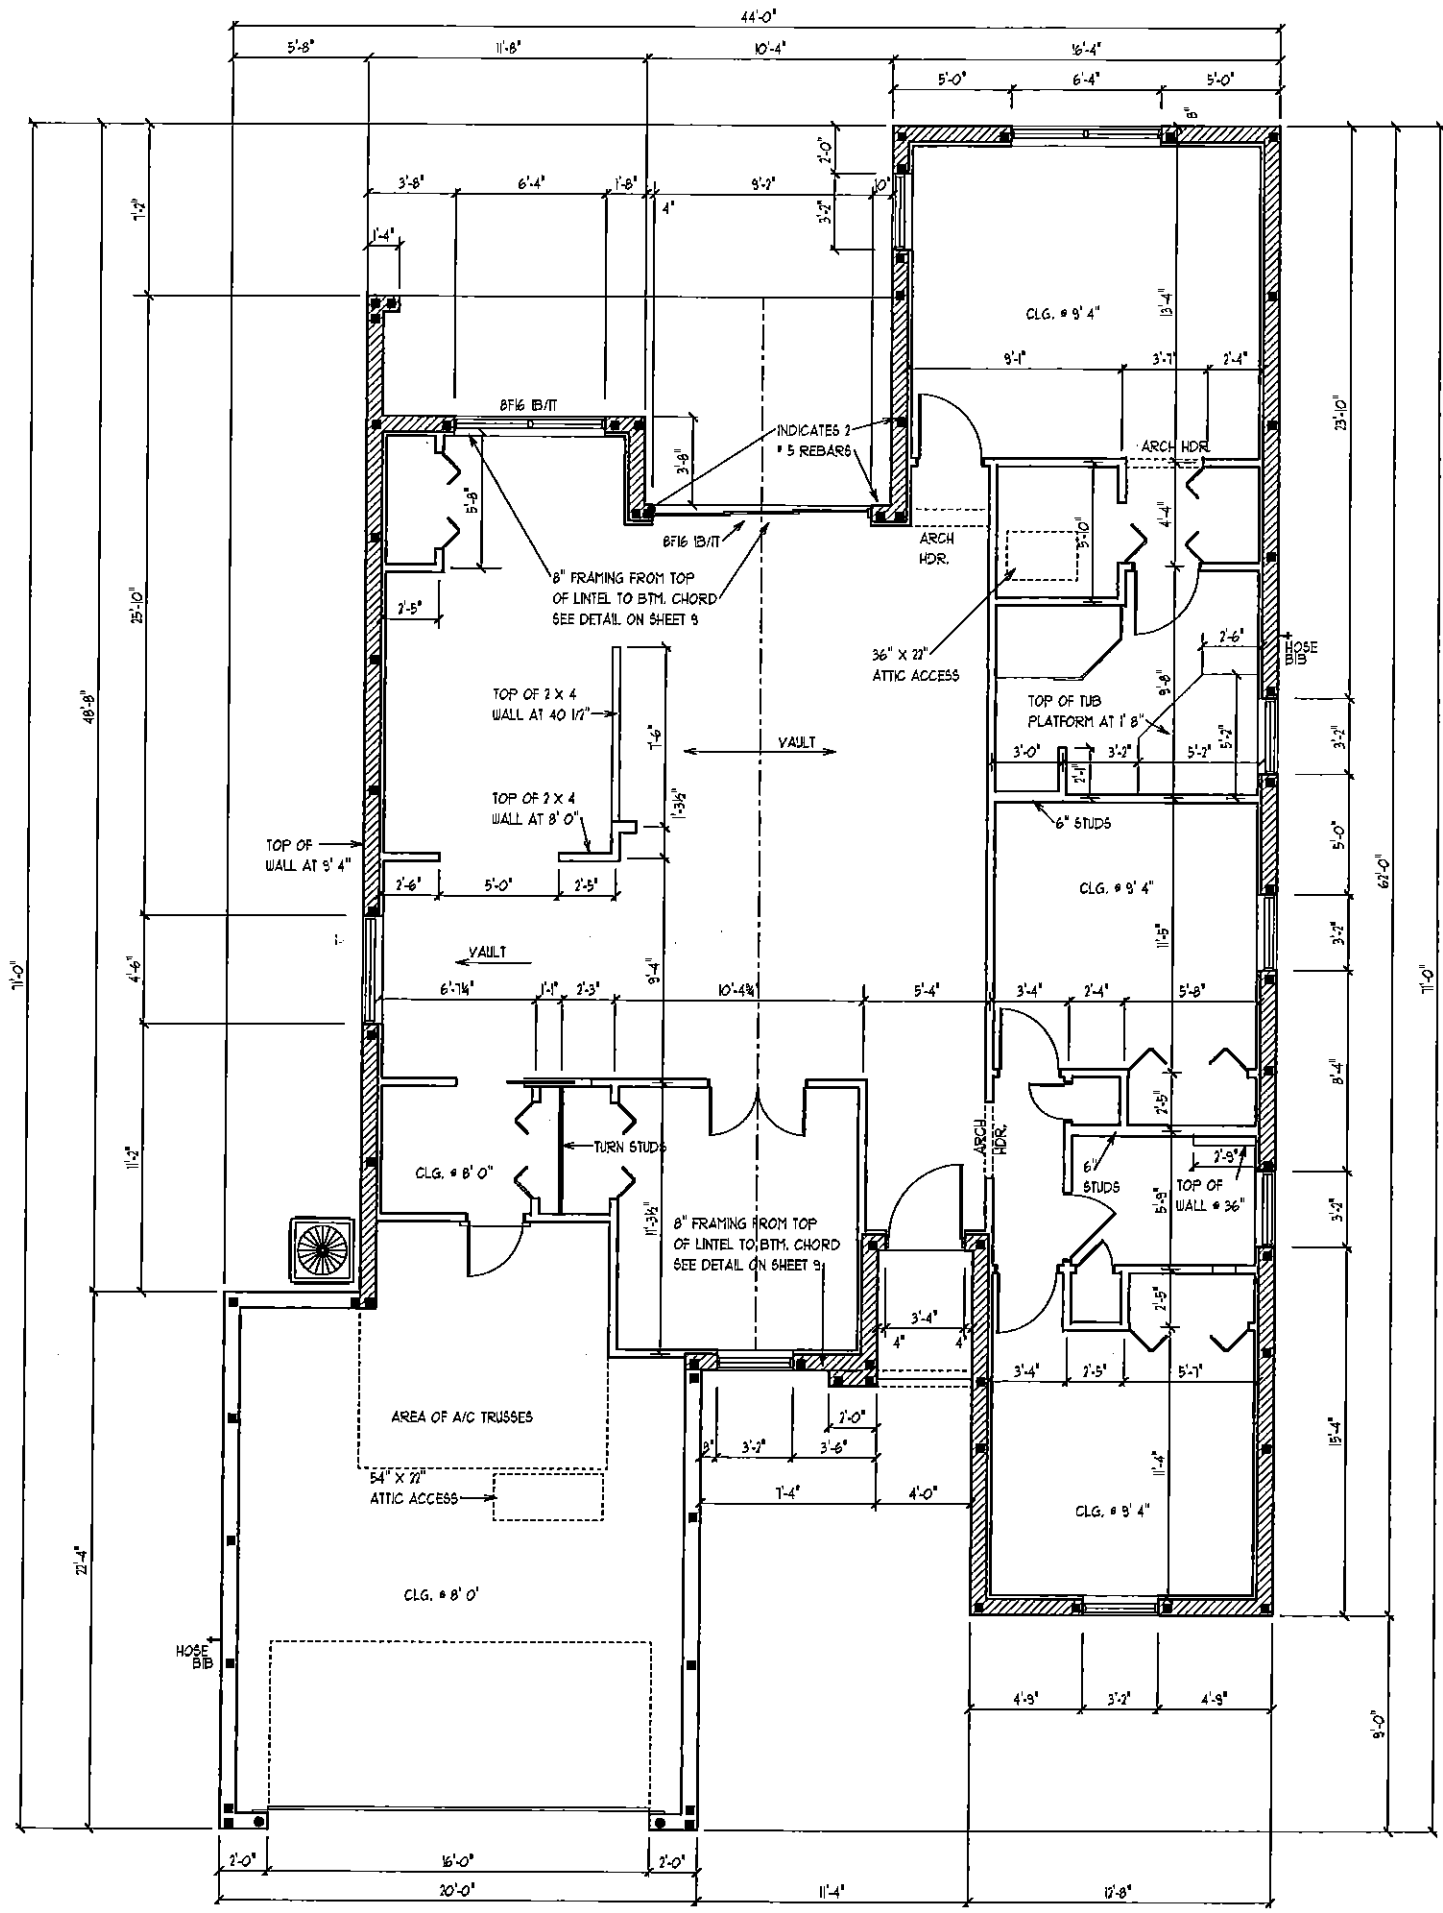 44'-0"
5'-8"
11'-8"
10'-4"
16'-4"
5'-0"
6'-4"
5'-0"
8"
2'-0"
3'-8"
6'-4"
1'-8"
9'-2"
10"
4"
3'-2"
7'-2"
1'-4"
13'-4"
CLG. @ 9' 4"
9'-1"
3'-7"
2'-4"
23'-10"
8F16 1B/1T
INDICATES 2
# 5 REBARS
3'-8"
ARCH HDR.
5'-8"
4'-4"
5'-10"
8F16 1B/1T
ARCH
HDR.
8" FRAMING FROM TOP
OF LINTEL TO BTM. CHORD
SEE DETAIL ON SHEET 9
25'-10"
2'-5"
36" X 22"
ATTIC ACCESS
2'-6"
HOSE
BIB
48'-8"
TOP OF 2 X 4
WALL AT 40 1/2"
7'-6"
VAULT
TOP OF TUB
PLATFORM AT 1' 8"
9'-8"
3'-0"
3'-2"
5'-2"
5'-2"
2'-1"
3'-2"
TOP OF 2 X 4
WALL AT 8' 0"
11'-3½"
6" STUDS
5'-0"
TOP OF
WALL AT 9' 4"
2'-6"
5'-0"
2'-5"
CLG. @ 9' 4"
62'-0"
11'-5"
3'-2"
VAULT
9'-4"
71'-0"
4'-6"
71'-0"
6'-7¼"
1'-1"
2'-3"
10'-4¾"
5'-4"
3'-4"
2'-4"
5'-8"
8'-4"
2'-5"
11'-2"
TURN STUDS
CLG. @ 8' 0"
ARCH
HDR.
6"
STUDS
2'-9"
TOP OF
WALL @ 36"
5'-9"
3'-2"
11'-3½"
8" FRAMING FROM TOP
OF LINTEL TO BTM. CHORD
SEE DETAIL ON SHEET 9
2'-5"
3'-4"
4"
4"
3'-4"
2'-5"
5'-7"
AREA OF A/C TRUSSES
2'-0"
8"
3'-2"
3'-6"
15'-4"
11'-4"
54" X 22"
ATTIC ACCESS
7'-4"
4'-0"
CLG. @ 9' 4"
22'-4"
CLG. @ 8' 0"
HOSE
BIB
4'-9"
3'-2"
4'-9"
9'-0"
2'-0"
16'-0"
2'-0"
20'-0"
11'-4"
12'-8"